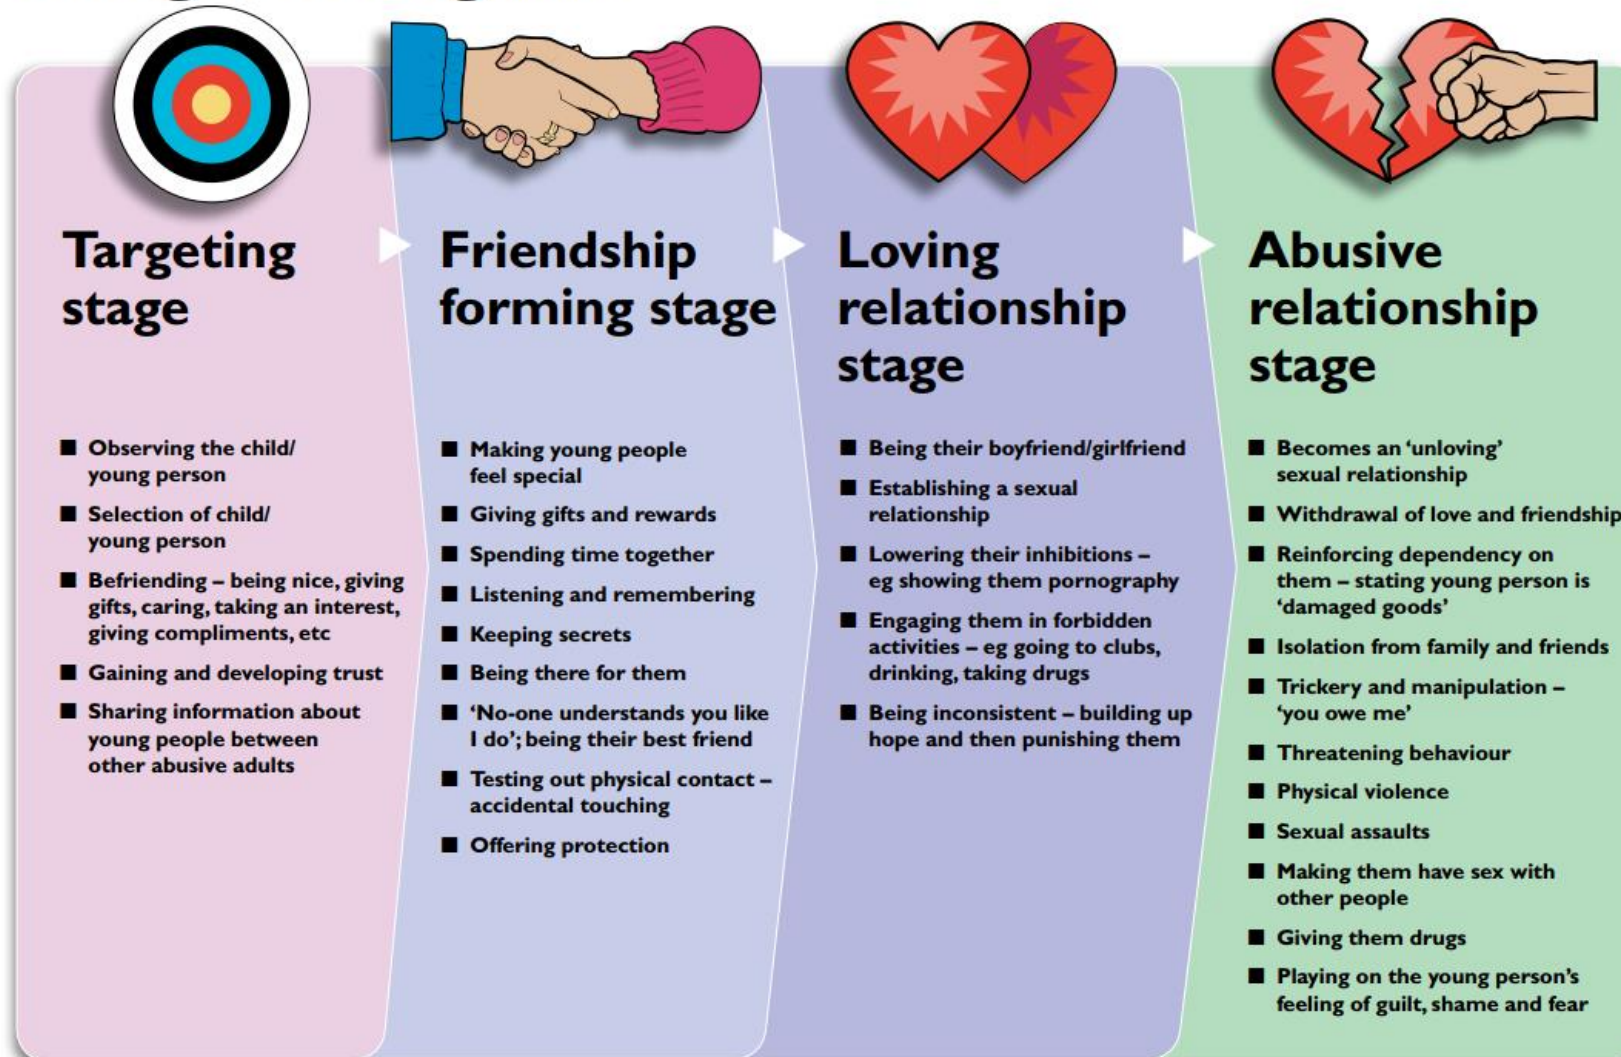 Targeting
stage
■ Observing the child/
young person
■ Selection of child/
young person
■ Befriending – being nice, giving
gifts, caring, taking an interest,
giving compliments, etc
■ Gaining and developing trust
■ Sharing information about
young people between
other abusive adults
Friendship
forming stage
■ Making young people
feel special
■ Giving gifts and rewards
■ Spending time together
■ Listening and remembering
■ Keeping secrets
■ Being there for them
■ ‘No-one understands you like
I do’; being their best friend
■ Testing out physical contact –
accidental touching
■ Offering protection
Loving
relationship
stage
■ Being their boyfriend/girlfriend
■ Establishing a sexual
relationship
■ Lowering their inhibitions –
eg showing them pornography
■ Engaging them in forbidden
activities – eg going to clubs,
drinking, taking drugs
■ Being inconsistent – building up
hope and then punishing them
Abusive
relationship
stage
■ Becomes an ‘unloving’
sexual relationship
■ Withdrawal of love and friendship
■ Reinforcing dependency on
them – stating young person is
‘damaged goods’
■ Isolation from family and friends
■ Trickery and manipulation –
‘you owe me’
■ Threatening behaviour
■ Physical violence
■ Sexual assaults
■ Making them have sex with
other people
■ Giving them drugs
■ Playing on the young person’s
feeling of guilt, shame and fear